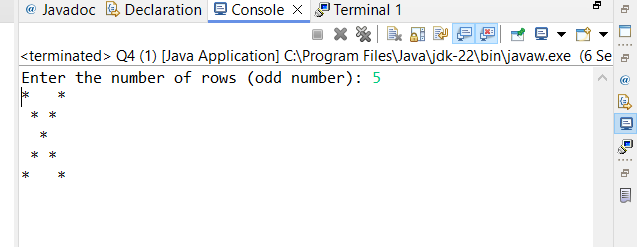 @ Javadoc Declaration Console × Terminal 1
<terminated> Q4 (1) [Java Application] C:\Program Files\Java\jdk-22\bin\javaw.exe (6 Se
Enter the number of rows (odd number): 5
*   *
 * *
  *
 * *
*   *